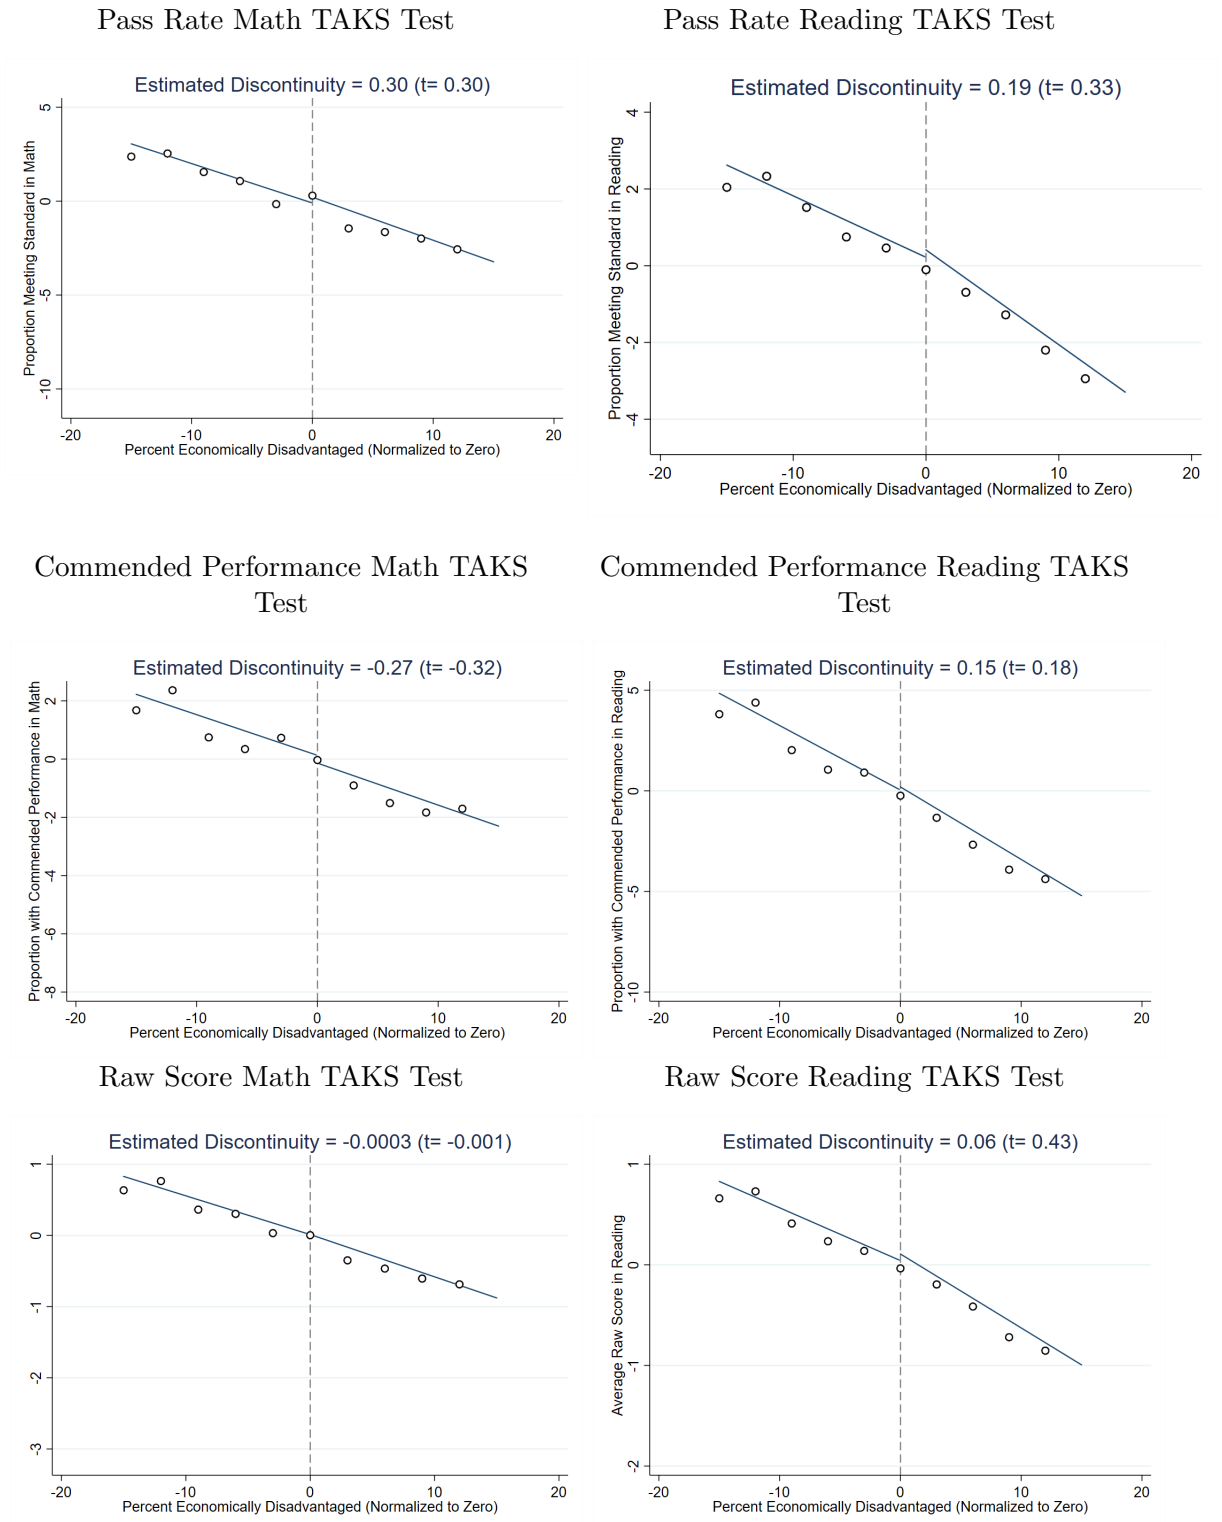 Pass Rate Math TAKS Test
Estimated Discontinuity = 0.30 (t= 0.30)
Proportion Meeting Standard in Math
5
0
-5
-10
-20
-10
0
10
20
Percent Economically Disadvantaged (Normalized to Zero)
Pass Rate Reading TAKS Test
Estimated Discontinuity = 0.19 (t= 0.33)
Proportion Meeting Standard in Reading
4
2
0
-2
-4
-20
-10
0
10
20
Percent Economically Disadvantaged (Normalized to Zero)
Commended Performance Math TAKS
Test
Estimated Discontinuity = -0.27 (t= -0.32)
Proportion with Commended Performance in Math
2
0
-2
-4
-6
-8
-20
-10
0
10
20
Percent Economically Disadvantaged (Normalized to Zero)
Commended Performance Reading TAKS
Test
Estimated Discontinuity = 0.15 (t= 0.18)
Proportion with Commended Performance in Reading
5
0
-5
-10
-20
-10
0
10
20
Percent Economically Disadvantaged (Normalized to Zero)
Raw Score Math TAKS Test
Estimated Discontinuity = -0.0003 (t= -0.001)
1
0
-1
-2
-3
-20
-10
0
10
20
Percent Economically Disadvantaged (Normalized to Zero)
Raw Score Reading TAKS Test
Estimated Discontinuity = 0.06 (t= 0.43)
Average Raw Score in Reading
1
0
-1
-2
-20
-10
0
10
20
Percent Economically Disadvantaged (Normalized to Zero)